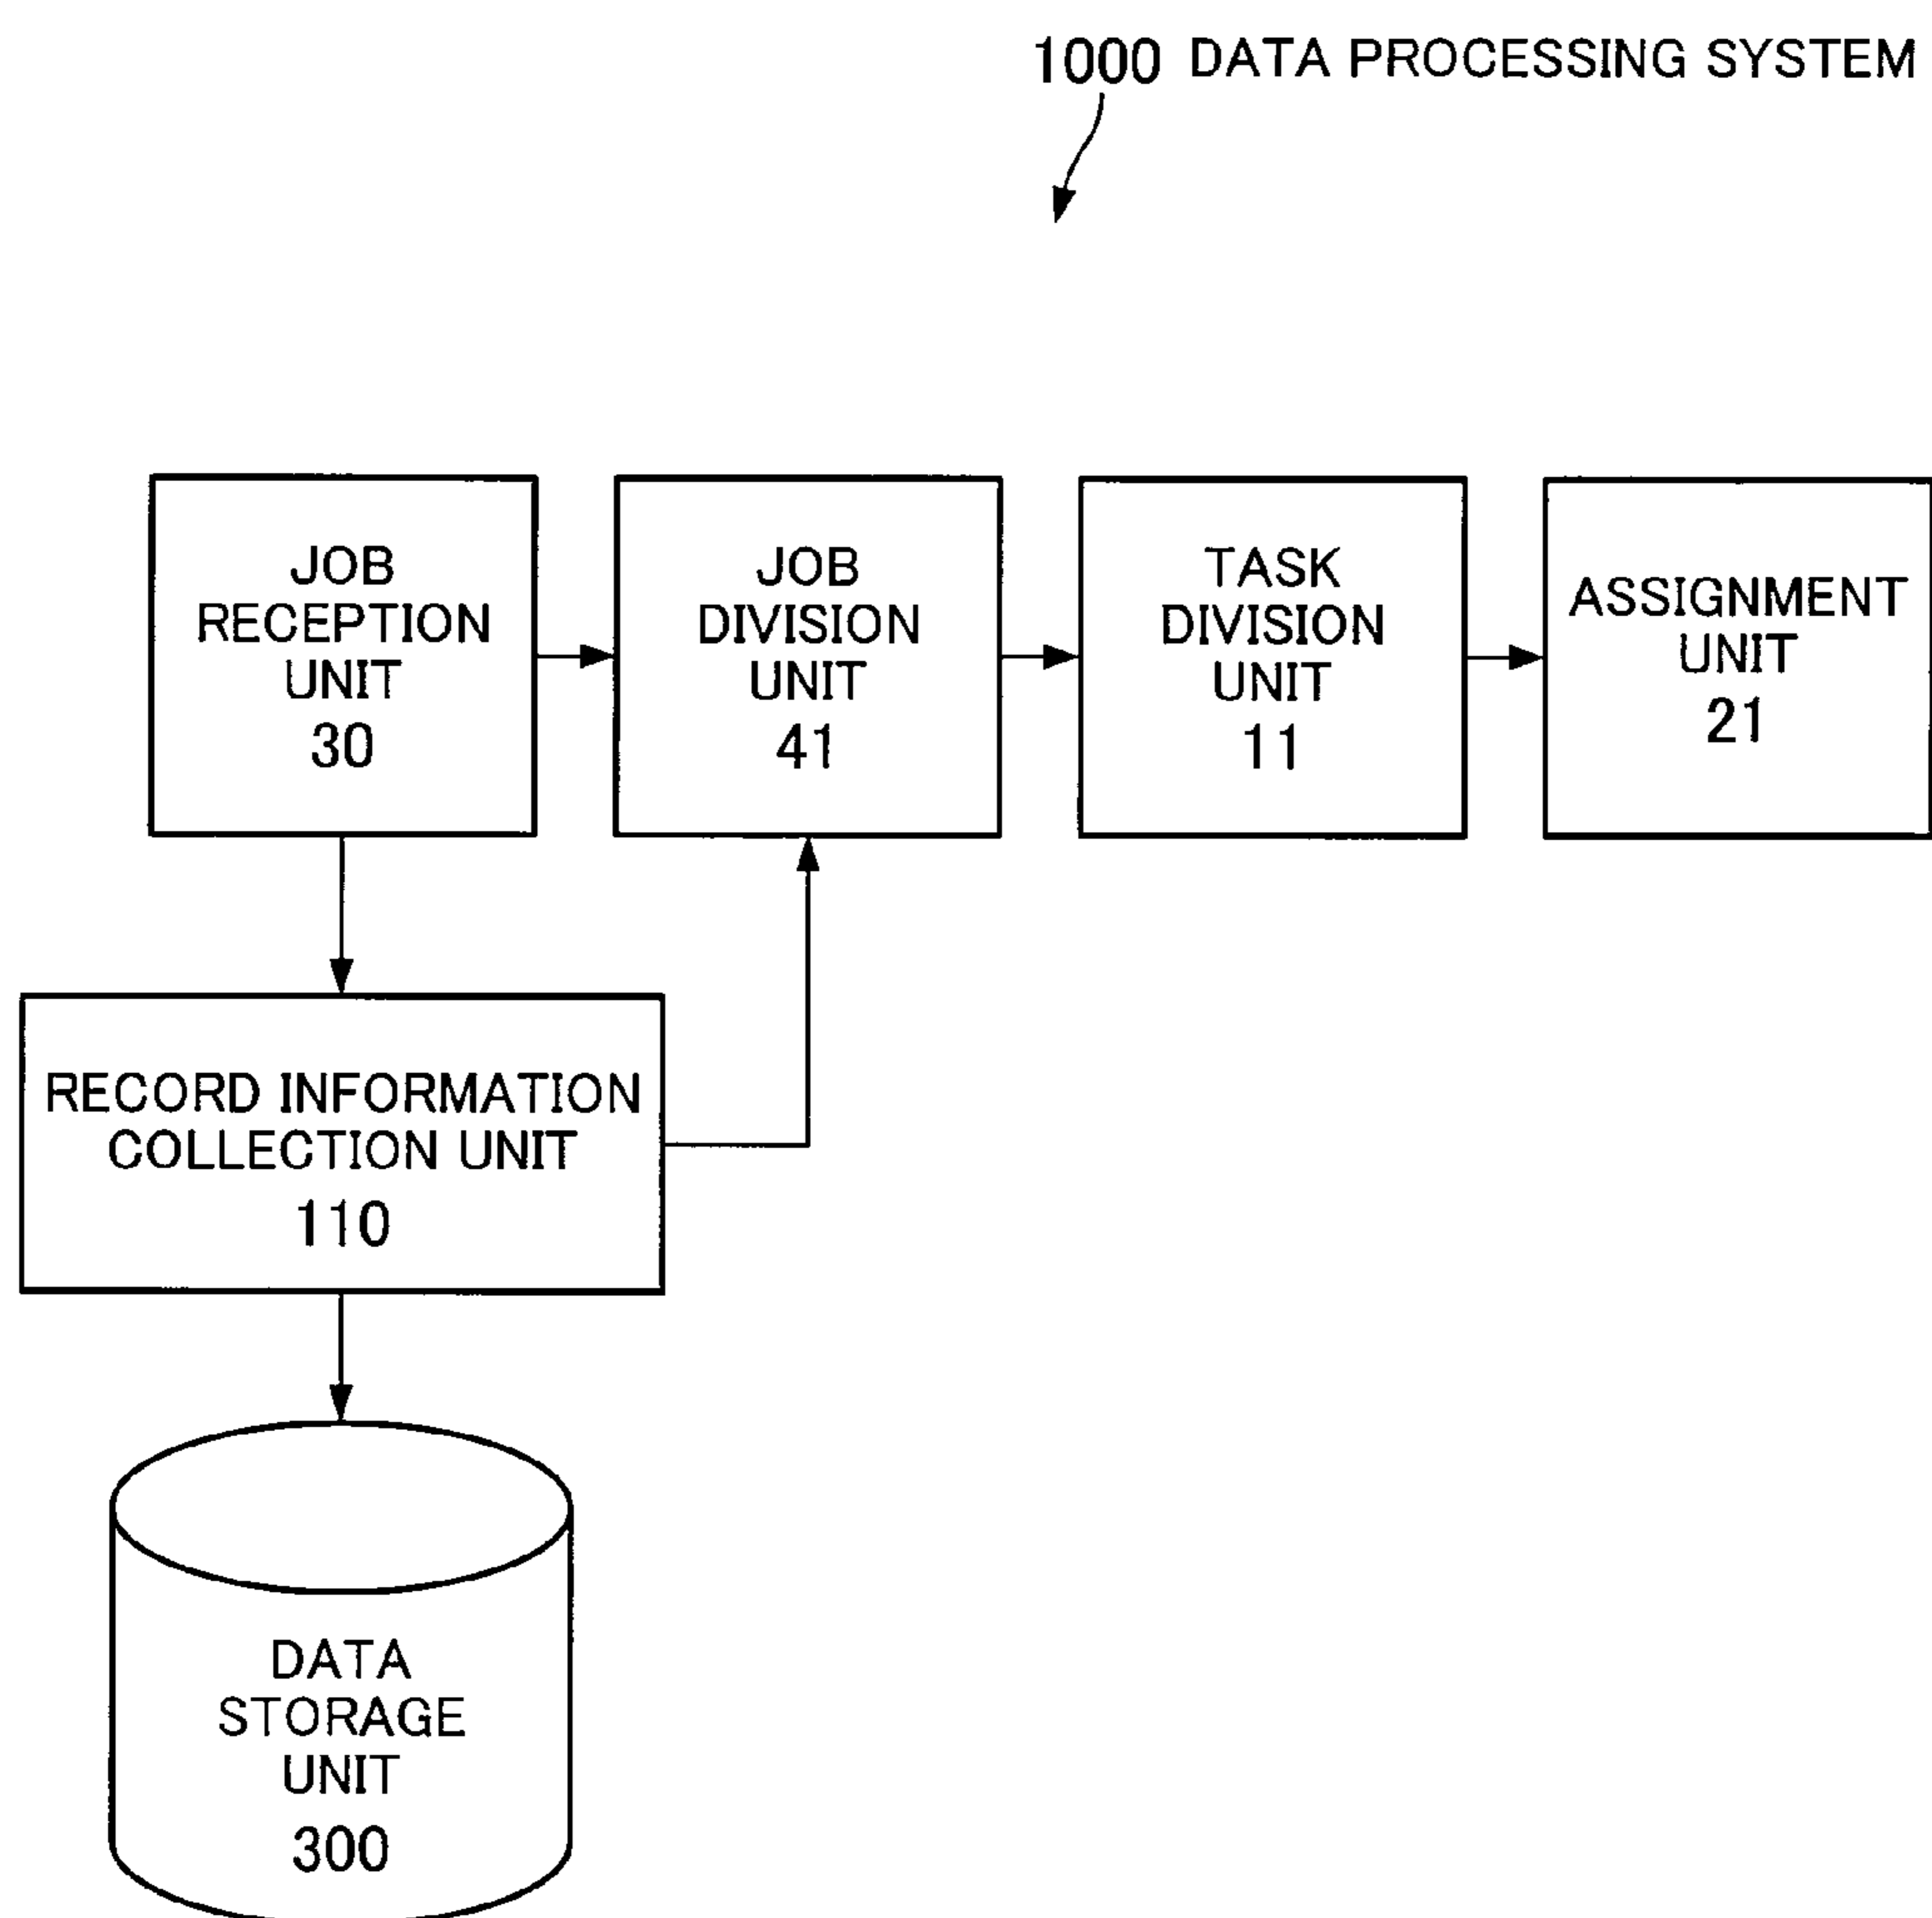 1000 DATA PROCESSING SYSTEM
JOB
RECEPTION
UNIT
30
JOB
DIVISION
UNIT
41
TASK
DIVISION
UNIT
11
ASSIGNMENT
UNIT
21
RECORD INFORMATION
COLLECTION UNIT
110
DATA
STORAGE
UNIT
300